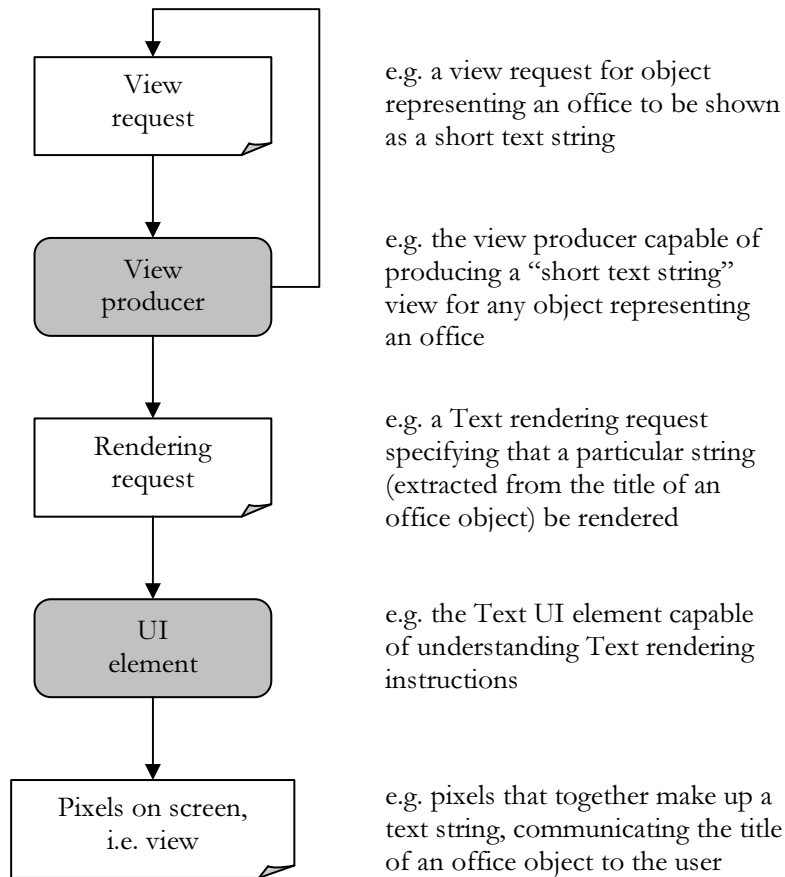 View
request
e.g. a view request for object
representing an office to be shown
as a short text string
View
producer
e.g. the view producer capable of
producing a “short text string”
view for any object representing
an office
Rendering
request
e.g. a Text rendering request
specifying that a particular string
(extracted from the title of an
office object) be rendered
UI
element
e.g. the Text UI element capable
of understanding Text rendering
instructions
Pixels on screen,
i.e. view
e.g. pixels that together make up a
text string, communicating the title
of an office object to the user